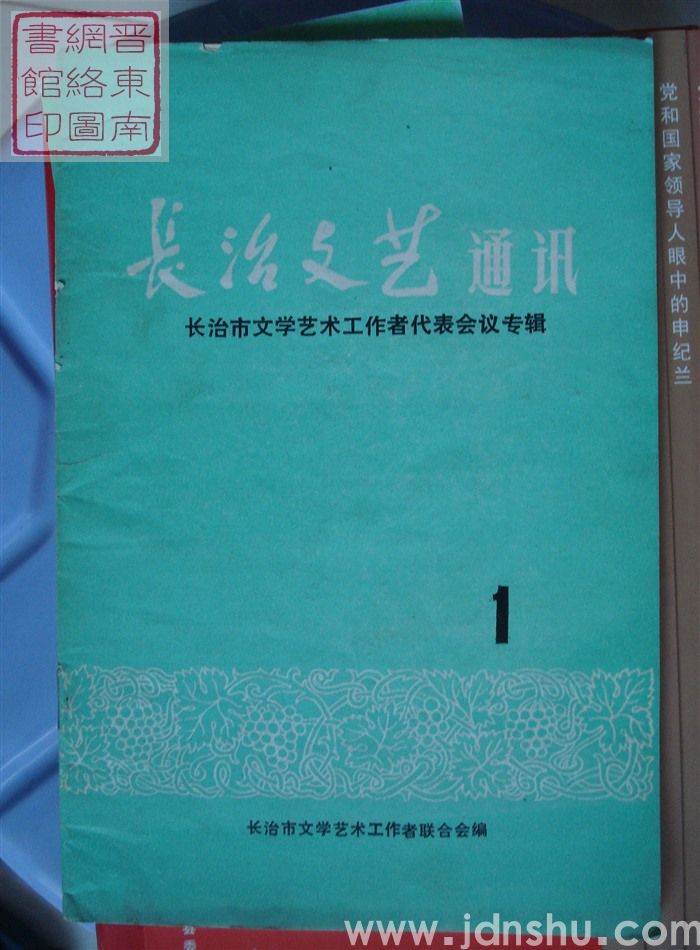 晋東南
網絡圖
書館印
長治文艺通讯
长治市文学艺术工作者代表会议专辑
1
长治市文学艺术工作者联合会编
党和国家领导人眼中的申纪兰
县委
www.jdnshu.com